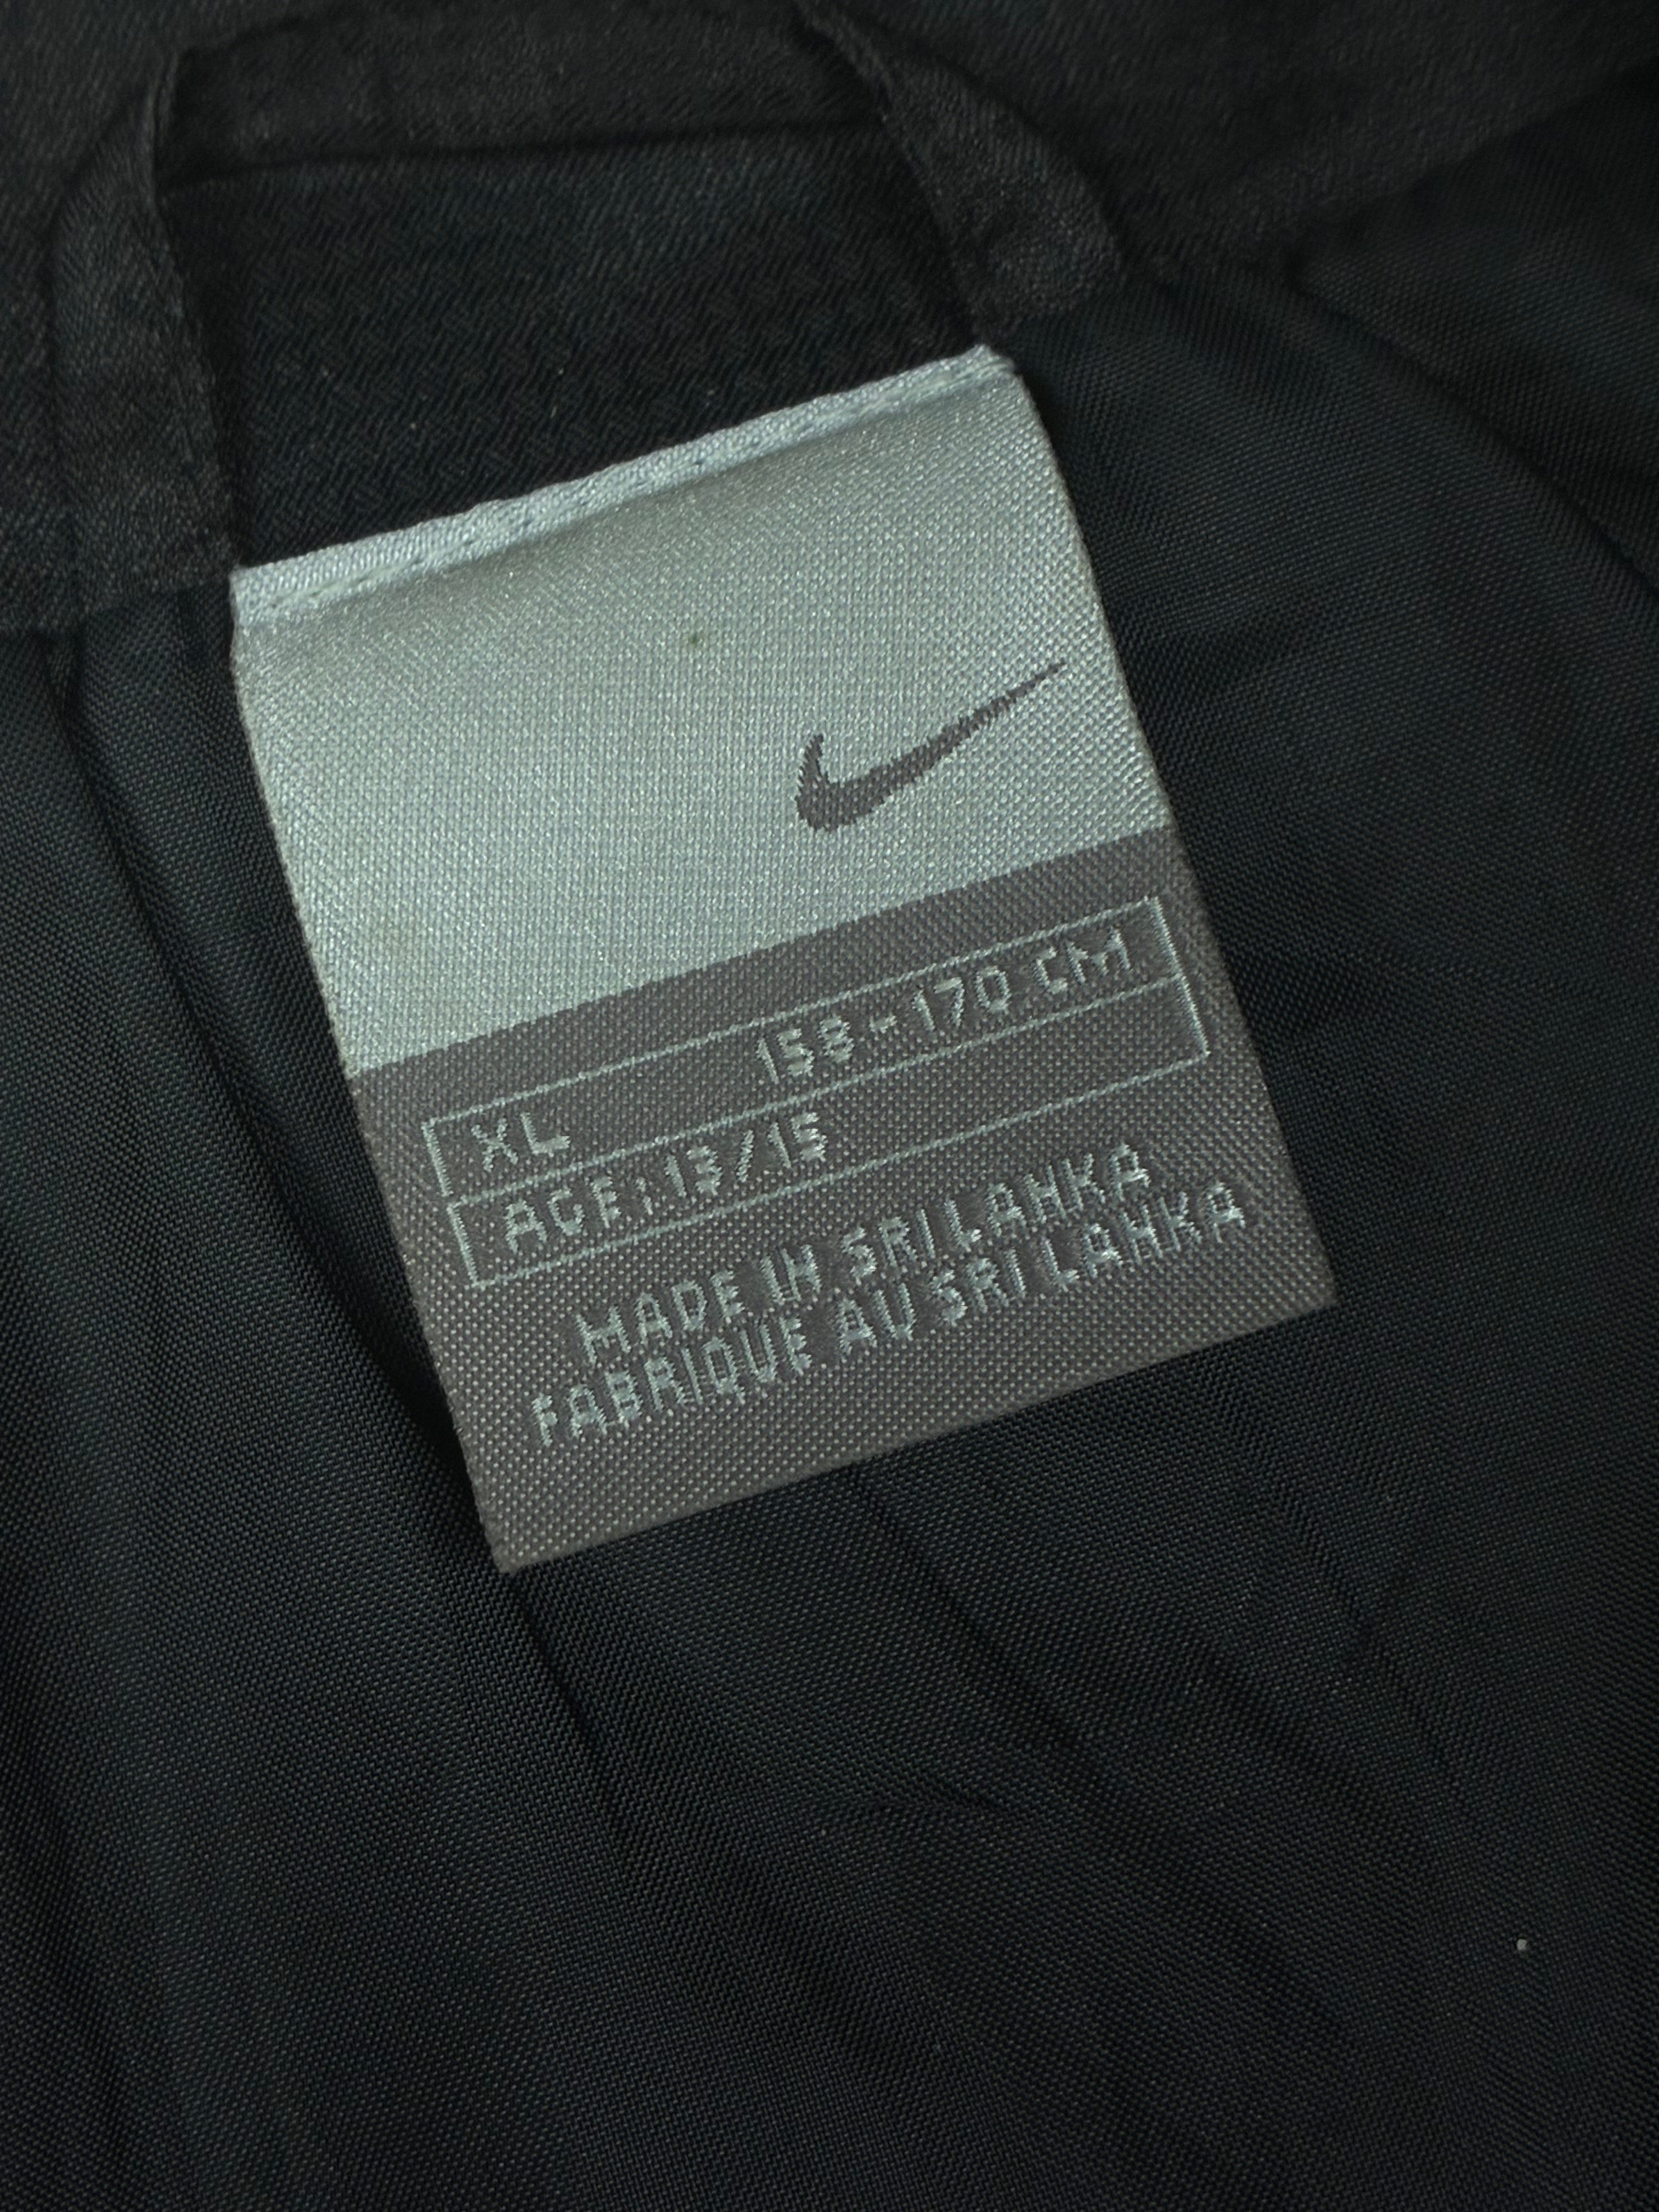 XL 158-170 CM
AGE: 13/15
MADE IN SRI LANKA
FABRIQUE AU SRI LANKA